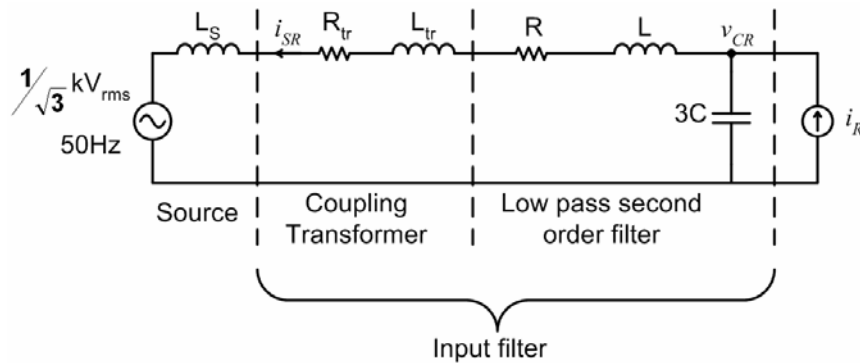 L_S
i_SR
R_tr
L_tr
R
L
v_CR
1/√3 kV_rms
50Hz
3C
i_R
Source
Coupling
Transformer
Low pass second
order filter
Input filter